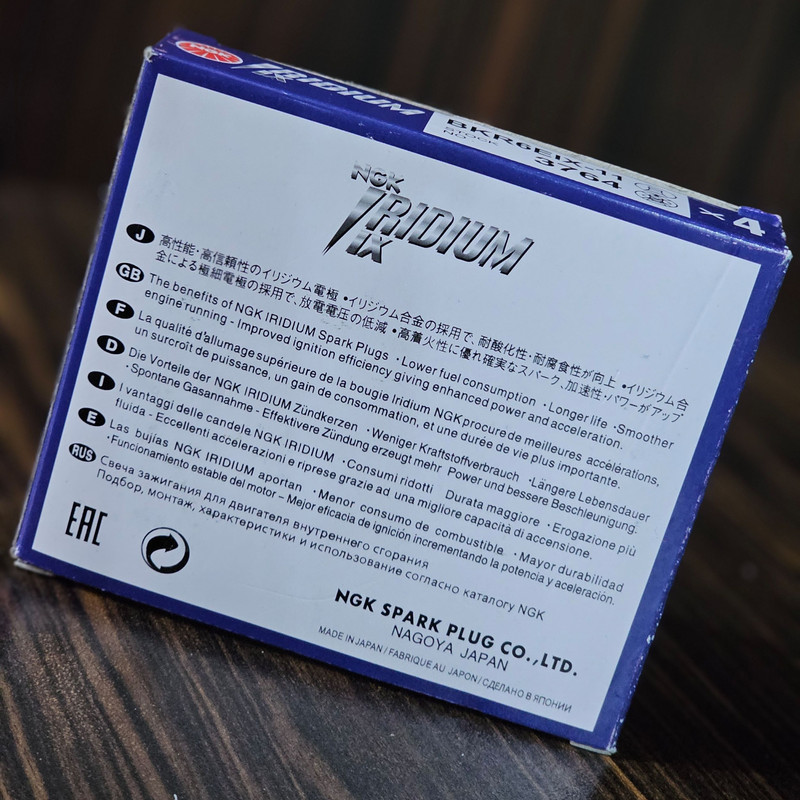 NGK
IRIDIUM
BKR6EIX-11
STOCK
NO.
3764
× 4
NGK
IRIDIUM
IX
J 高性能・高信頼性のイリジウム電極 •イリジウム合金の採用で、耐酸化性・耐腐食性が向上 •イリジウム合
金による極細電極の採用で、放電電圧の低減 •高着火性に優れ確実なスパーク、加速性・パワーがアップ
GB The benefits of NGK IRIDIUM Spark Plugs ·Lower fuel consumption ·Longer life ·Smoother
engine running - Improved ignition efficiency giving enhanced power and acceleration.
F La qualité d'allumage supérieure de la bougie Iridium NGK procure de meilleures accélérations,
un surcroît de puissance, un gain de consommation, et une durée de vie plus importante.
D Die Vorteile der NGK IRIDIUM Zündkerzen ·Weniger Kraftstoffverbrauch ·Längere Lebensdauer
·Spontane Gasannahme - Effektivere Zündung erzeugt mehr Power und bessere Beschleunigung.
I I vantaggi delle candele NGK IRIDIUM ·Consumi ridotti Durata maggiore ·Erogazione più
fluida - Eccellenti accelerazioni e riprese grazie ad una migliore capacità di accensione.
E Las bujías NGK IRIDIUM aportan ·Menor consumo de combustible ·Mayor durabilidad
·Funcionamiento estable del motor – Mejor eficacia de ignición incrementando la potencia y aceleración.
RUS Свеча зажигания для двигателя внутреннего сгорания
Подбор, монтаж, характеристики и использование согласно каталогу NGK
EAC
NGK SPARK PLUG CO.,LTD.
NAGOYA JAPAN
MADE IN JAPAN / FABRIQUE AU JAPON / СДЕЛАНО В ЯПОНИИ